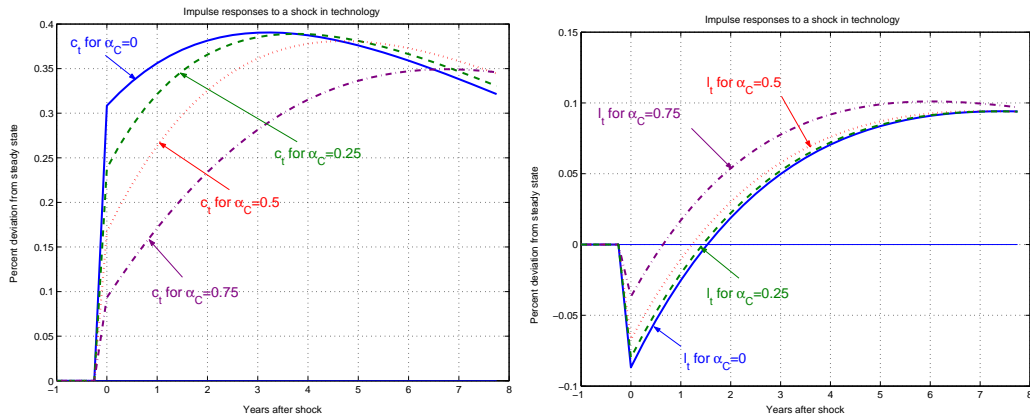 Impulse responses to a shock in technology
0.4
0.35
0.3
0.25
0.2
0.15
0.1
0.05
0
Percent deviation from steady state
c_t for α_C=0
c_t for α_C=0.25
c_t for α_C=0.5
c_t for α_C=0.75
−1 0 1 2 3 4 5 6 7 8
Years after shock
Impulse responses to a shock in technology
0.15
0.1
0.05
0
−0.05
−0.1
Percent deviation from steady state
l_t for α_C=0.5
l_t for α_C=0.75
l_t for α_C=0.25
l_t for α_C=0
−1 0 1 2 3 4 5 6 7 8
Years after shock